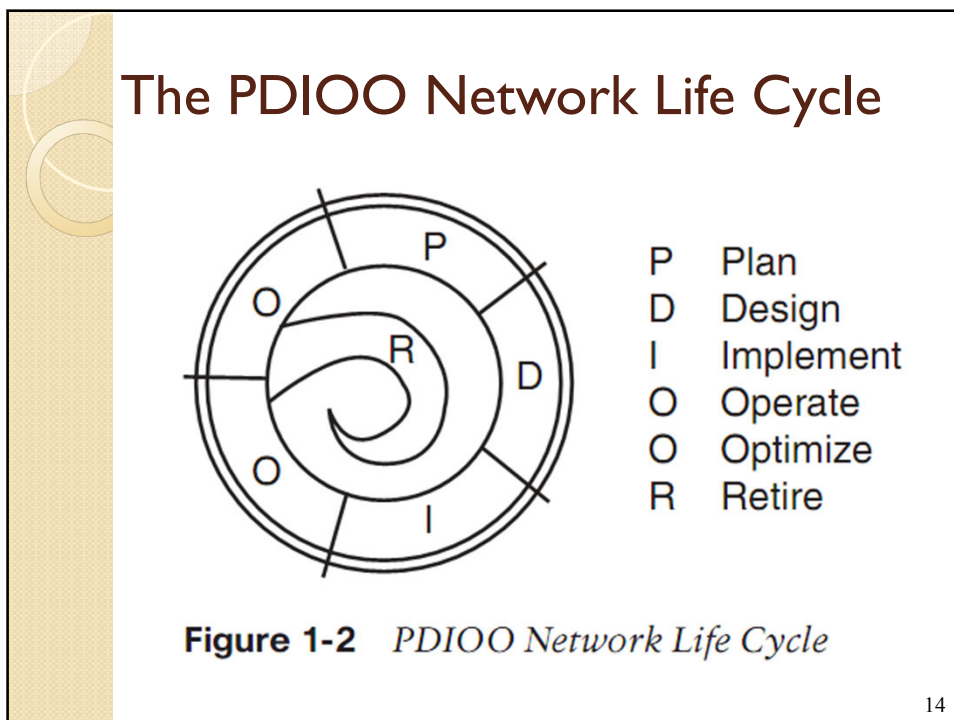 The PDIOO Network Life Cycle
P
O
R
D
O
I
P Plan
D Design
I Implement
O Operate
O Optimize
R Retire
Figure 1-2 PDIOO Network Life Cycle
14